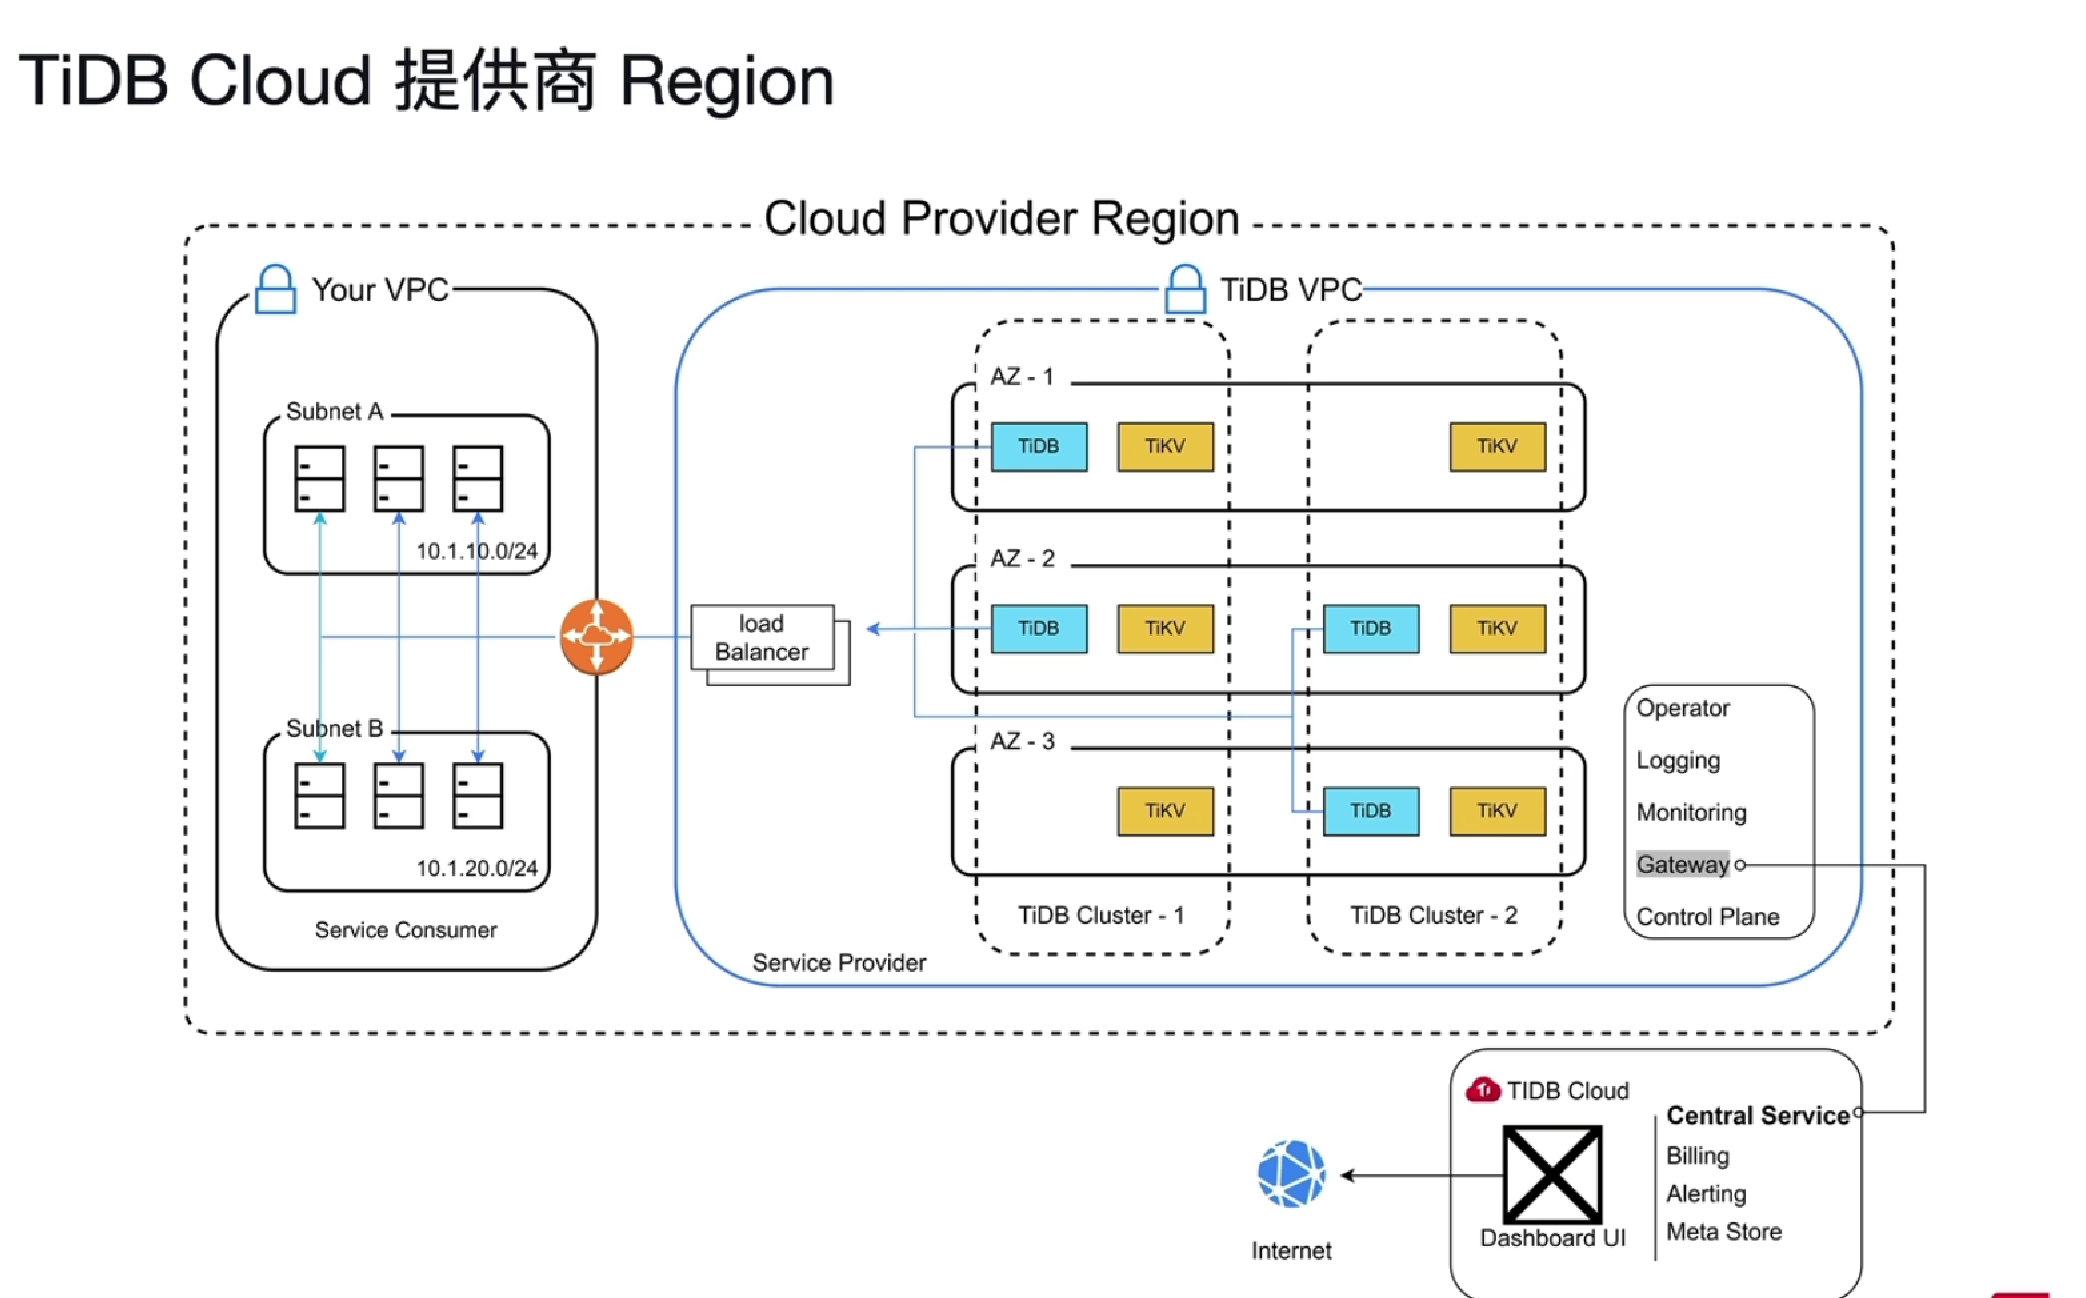 TiDB Cloud 提供商 Region
Cloud Provider Region
Your VPC
TiDB VPC
Subnet A
10.1.10.0/24
Subnet B
10.1.20.0/24
Service Consumer
load
Balancer
AZ - 1
TiDB
TiKV
TiKV
AZ - 2
TiDB
TiKV
TiDB
TiKV
AZ - 3
TiKV
TiDB
TiKV
TiDB Cluster - 1
TiDB Cluster - 2
Service Provider
Operator
Logging
Monitoring
Gateway
Control Plane
TIDB Cloud
Central Service
Billing
Alerting
Meta Store
Dashboard UI
Internet